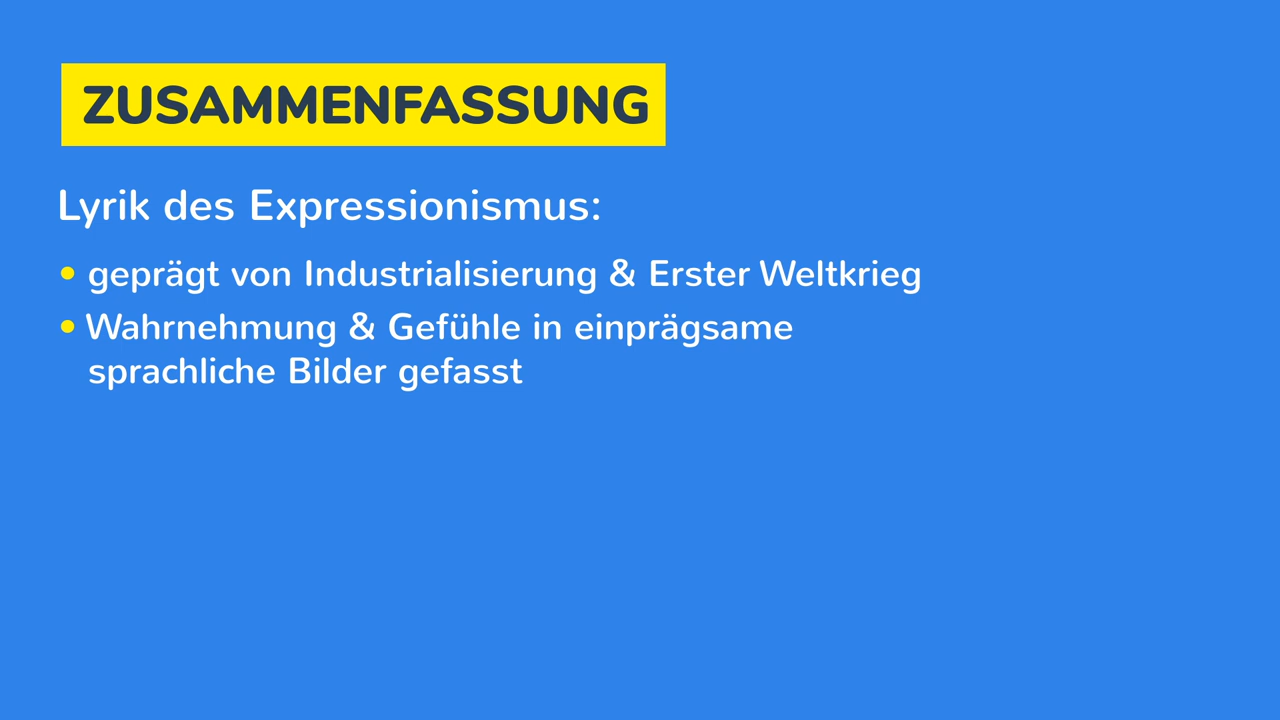 ZUSAMMENFASSUNG
Lyrik des Expressionismus:
• geprägt von Industrialisierung & Erster Weltkrieg
• Wahrnehmung & Gefühle in einprägsame
sprachliche Bilder gefasst